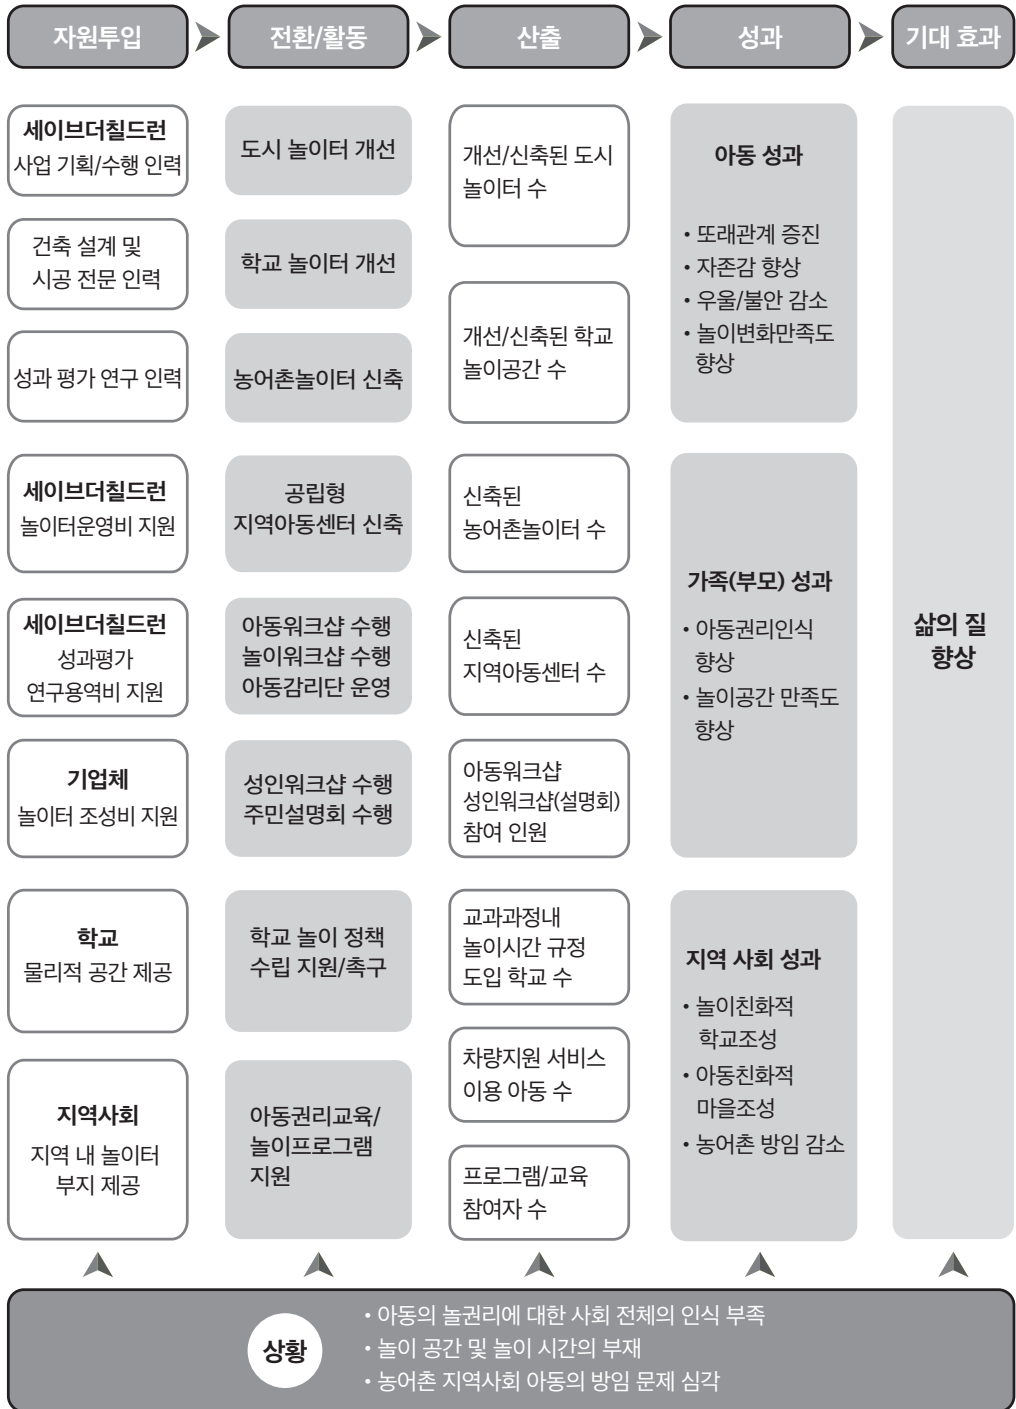 자원투입
전환/활동
산출
성과
기대 효과
세이브더칠드런
사업 기획/수행 인력
건축 설계 및
시공 전문 인력
성과 평가 연구 인력
세이브더칠드런
놀이터운영비 지원
세이브더칠드런
성과평가
연구용역비 지원
기업체
놀이터 조성비 지원
학교
물리적 공간 제공
지역사회
지역 내 놀이터
부지 제공
도시 놀이터 개선
학교 놀이터 개선
농어촌놀이터 신축
공립형
지역아동센터 신축
아동워크샵 수행
놀이워크샵 수행
아동감리단 운영
성인워크샵 수행
주민설명회 수행
학교 놀이 정책
수립 지원/촉구
아동권리교육/
놀이프로그램
지원
개선/신축된 도시
놀이터 수
개선/신축된 학교
놀이공간 수
신축된
농어촌놀이터 수
신축된
지역아동센터 수
아동워크샵
성인워크샵(설명회)
참여 인원
교과과정내
놀이시간 규정
도입 학교 수
차량지원 서비스
이용 아동 수
프로그램/교육
참여자 수
아동 성과
• 또래관계 증진
• 자존감 향상
• 우울/불안 감소
• 놀이변화만족도
향상
가족(부모) 성과
• 아동권리인식
향상
• 놀이공간 만족도
향상
지역 사회 성과
• 놀이친화적
학교조성
• 아동친화적
마을조성
• 농어촌 방임 감소
삶의 질
향상
상황
• 아동의 놀권리에 대한 사회 전체의 인식 부족
• 놀이 공간 및 놀이 시간의 부재
• 농어촌 지역사회 아동의 방임 문제 심각